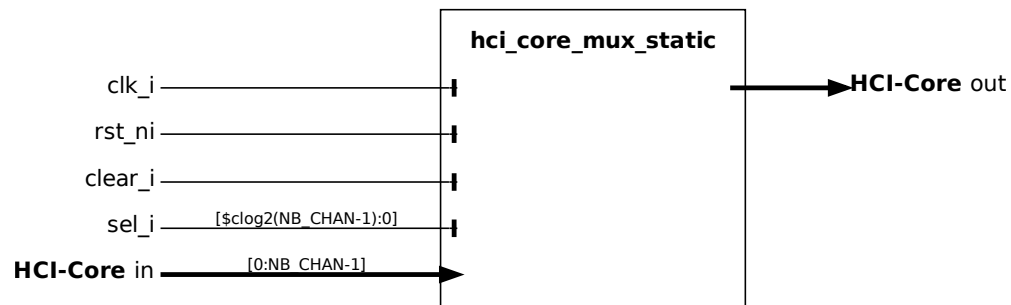 hci_core_mux_static
clk_i
HCI-Core out
rst_ni
clear_i
sel_i [$clog2(NB_CHAN-1):0]
HCI-Core in [0:NB_CHAN-1]